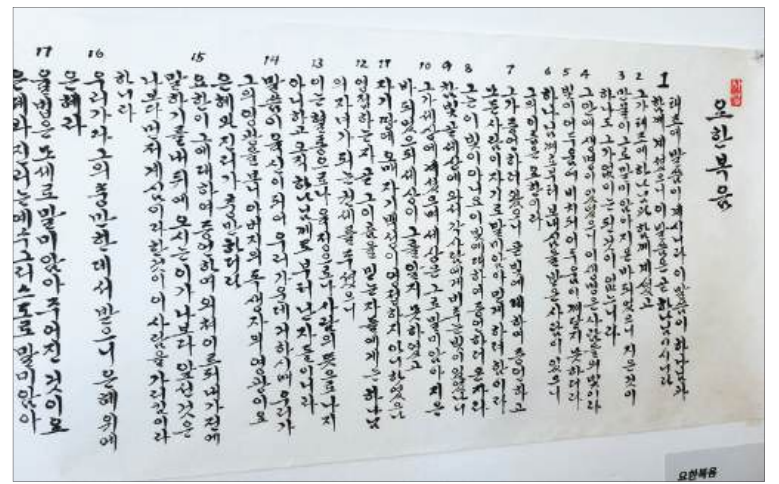 요한복음
1 태초에 말씀이 계시니라 이 말씀이 하나님과
함께 계셨으니 이 말씀은 곧 하나님이시니라
2 그가 태초에 하나님과 함께 계셨고
3 만물이 그로 말미암아 지은 바 되었으니 지은 것이
하나도 그가 없이는 된 것이 없느니라
4 그 안에 생명이 있었으니 이 생명은 사람들의 빛이라
5 빛이 어두움에 비치되 어두움이 깨닫지 못하더라
6 하나님께로부터 보내심을 받은 사람이 있으니
그의 이름은 요한이라
7 그가 증언하러 왔으니 곧 빛에 대하여 증언하고
모든 사람이 자기로 말미암아 믿게 하려 함이라
8 그는 이 빛이 아니요 이 빛에 대하여 증언하러 온 자라
9 참 빛 곧 세상에 와서 각 사람에게 비추는 빛이 있었나니
10 그가 세상에 계셨으며 세상은 그로 말미암아 지은
바 되었으되 세상이 그를 알지 못하였고
11 자기 땅에 오매 자기 백성이 영접하지 아니하였으나
12 영접하는 자 곧 그의 이름을 믿는 자들에게는 하나님
의 자녀가 되는 권세를 주셨으니
13 이는 혈통으로나 육정으로나 사람의 뜻으로 나지
아니하고 오직 하나님께로부터 난 자들이니라
14 말씀이 육신이 되어 우리 가운데 거하시매 우리가
그의 영광을 보니 아버지의 독생자의 영광이요
은혜와 진리가 충만하더라
15 요한이 그에 대하여 증언하여 외쳐 이르되 내가 전에
말하기를 내 뒤에 오시는 이가 나보다 앞선 것은
나보다 먼저 계심이라 한 것이 이 사람을 가리킨 것이라
하니라
16 우리가 다 그의 충만한 데서 받으니 은혜 위에
은혜라
17 율법은 모세로 말미암아 주어진 것이요
은혜와 진리는 예수 그리스도로 말미암아
요한복음